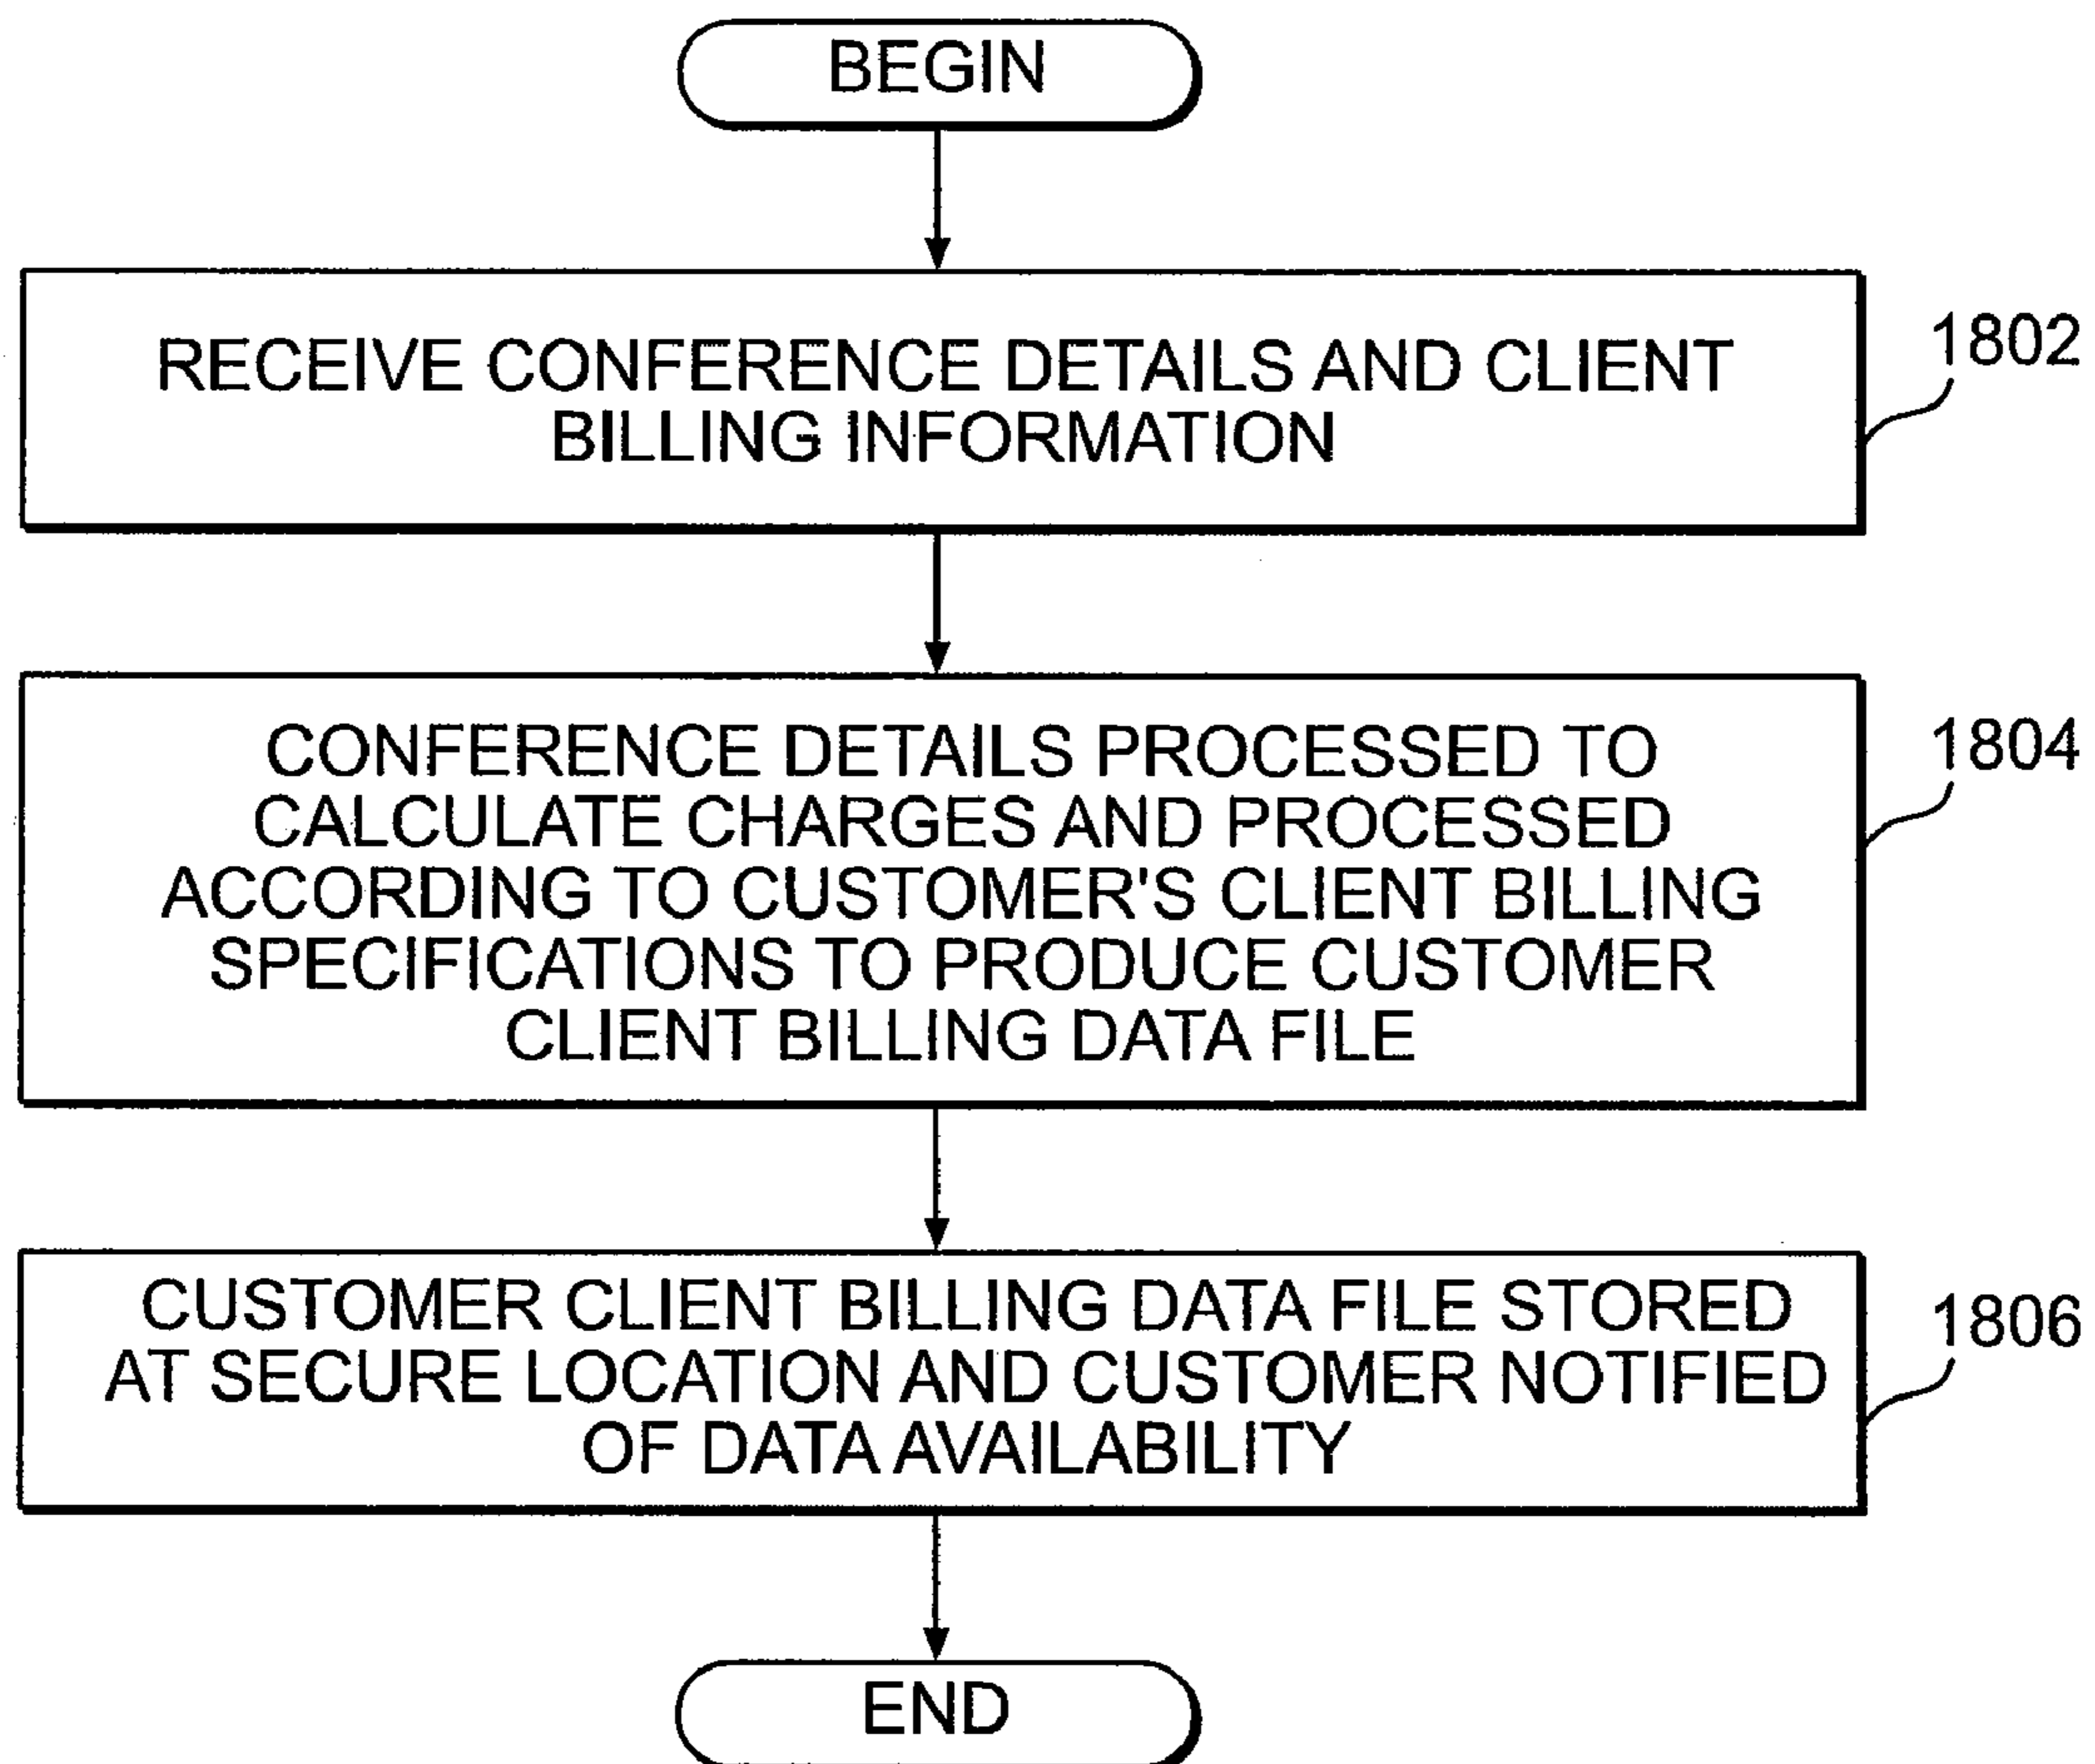 BEGIN
RECEIVE CONFERENCE DETAILS AND CLIENT
BILLING INFORMATION
1802
CONFERENCE DETAILS PROCESSED TO
CALCULATE CHARGES AND PROCESSED
ACCORDING TO CUSTOMER'S CLIENT BILLING
SPECIFICATIONS TO PRODUCE CUSTOMER
CLIENT BILLING DATA FILE
1804
CUSTOMER CLIENT BILLING DATA FILE STORED
AT SECURE LOCATION AND CUSTOMER NOTIFIED
OF DATA AVAILABILITY
1806
END